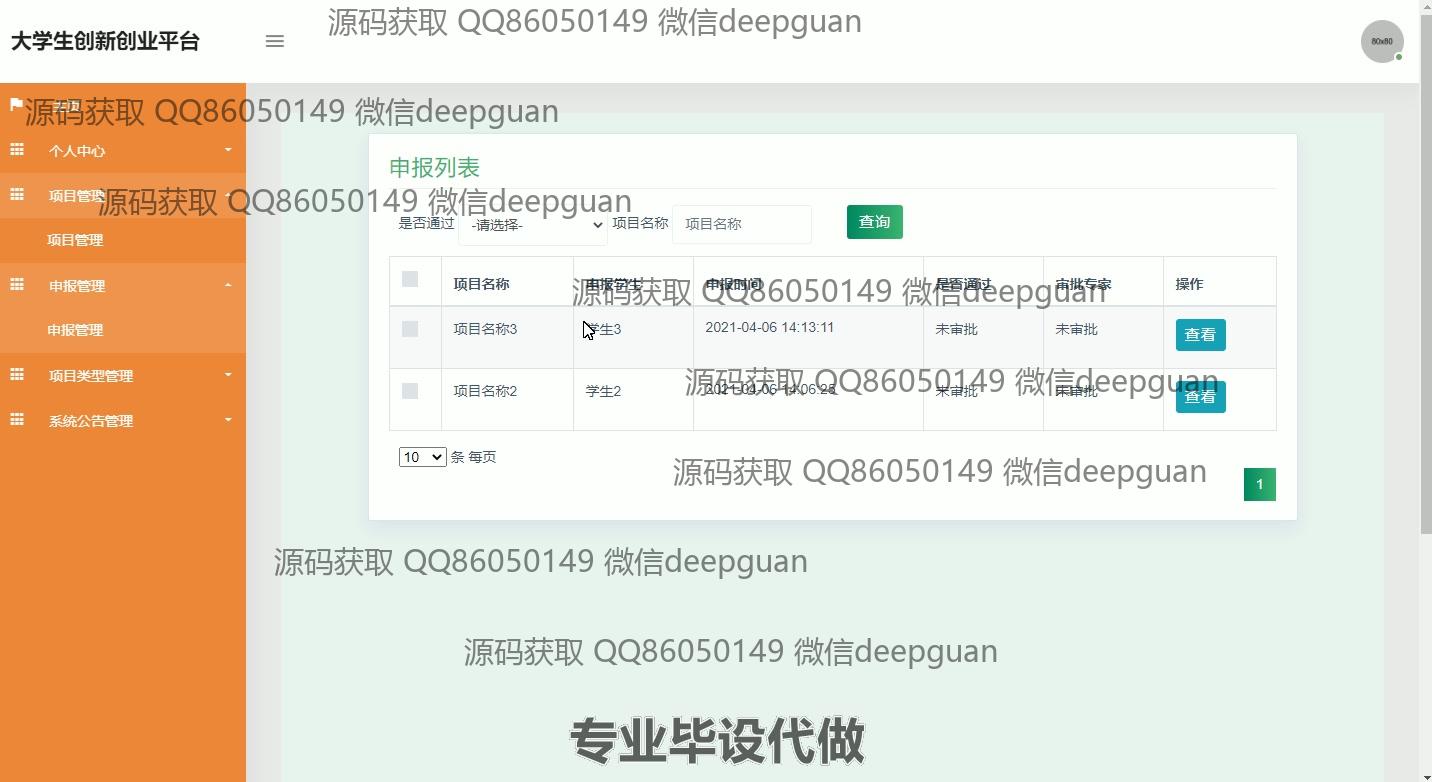 大学生创新创业平台
源码获取 QQ86050149 微信deepguan
80x80
主页
源码获取 QQ86050149 微信deepguan
个人中心
申报列表
项目管理
源码获取 QQ86050149 微信deepguan
是否通过 -请选择- 项目名称 项目名称 查询
项目管理
项目名称 申报学生 申报时间 是否通过 审批专家 操作
源码获取 QQ86050149 微信deepguan
申报管理
项目名称3 学生3 2021-04-06 14:13:11 未审批 未审批 查看
申报管理
源码获取 QQ86050149 微信deepguan
项目类型管理
项目名称2 学生2 2021-04-06 14:06:25 未审批 未审批 查看
系统公告管理
10 条 每页
源码获取 QQ86050149 微信deepguan
1
源码获取 QQ86050149 微信deepguan
源码获取 QQ86050149 微信deepguan
专业毕设代做